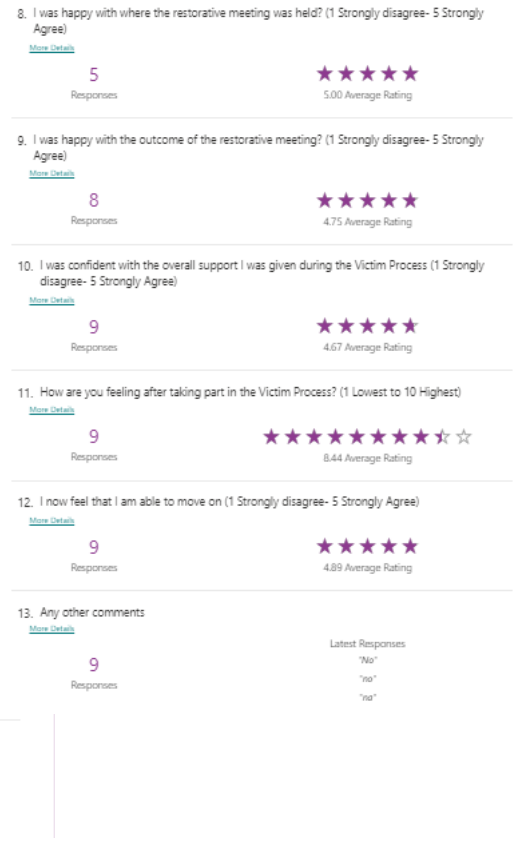 8. I was happy with where the restorative meeting was held? (1 Strongly disagree- 5 Strongly
Agree)
More Details
5
Responses
5.00 Average Rating
9. I was happy with the outcome of the restorative meeting? (1 Strongly disagree- 5 Strongly
Agree)
More Details
8
Responses
4.75 Average Rating
10. I was confident with the overall support I was given during the Victim Process (1 Strongly
disagree- 5 Strongly Agree)
More Details
9
Responses
4.67 Average Rating
11. How are you feeling after taking part in the Victim Process? (1 Lowest to 10 Highest)
More Details
9
Responses
8.44 Average Rating
12. I now feel that I am able to move on (1 Strongly disagree- 5 Strongly Agree)
More Details
9
Responses
4.89 Average Rating
13. Any other comments
More Details
9
Responses
Latest Responses
"No"
"no"
"no"